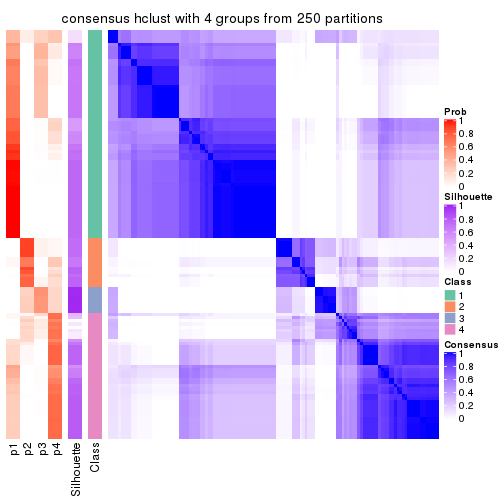 consensus hclust with 4 groups from 250 partitions
Prob
1
0.8
0.6
0.4
0.2
0
Silhouette
1
0.8
0.6
0.4
0.2
0
Class
1
2
3
4
Consensus
1
0.8
0.6
0.4
0.2
0
p1
p2
p3
p4
Silhouette
Class